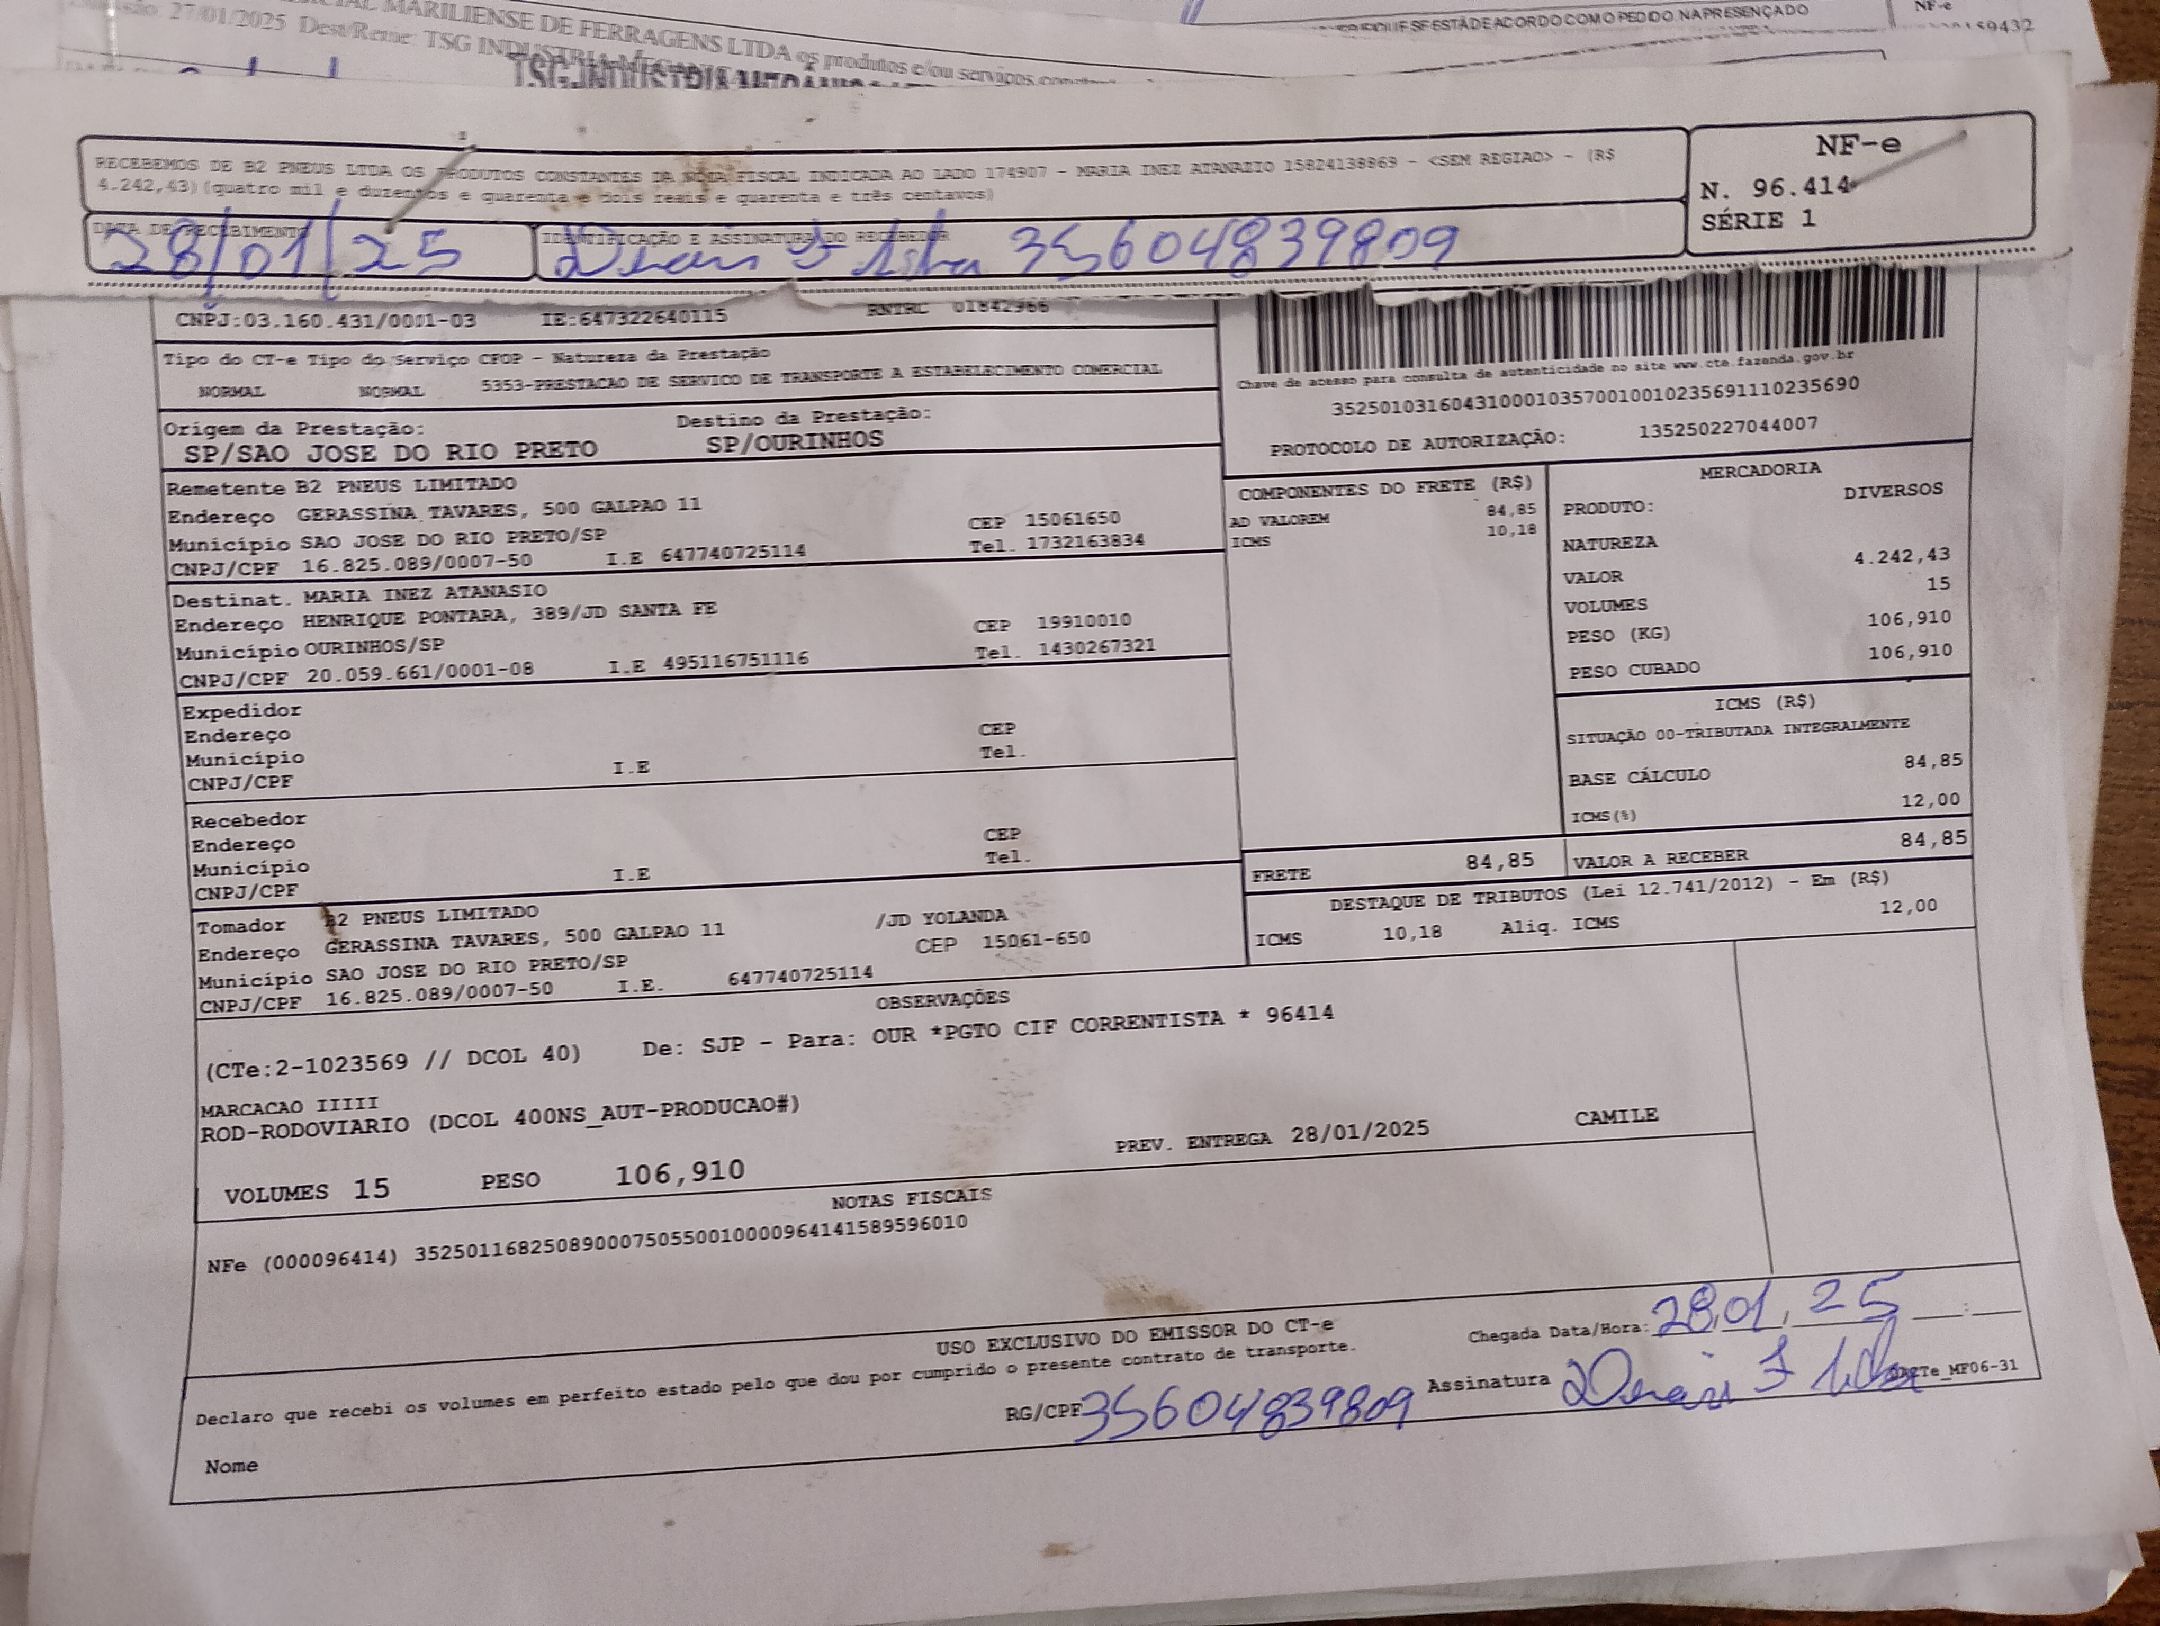 MARILIENSE DE FERRAGENS LTDA os produtos e/ou serviços
27/01/2025 Dest/Reme: TSG INDUSTRIA
SE ESTÁ DE ACORDO COM O PEDIDO. NA PRESENÇA DO
NF-e
159432
RECEBEMOS DE B2 PNEUS LTDA OS PRODUTOS CONSTANTES DA NOTA FISCAL INDICADA AO LADO 174907 - MARIA INEZ ATANAZIO 15824138869 - <SEM REGIAO> - (R$
4.242,43) (quatro mil e duzentos e quarenta e dois reais e quarenta e três centavos)
NF-e
N. 96.414
SÉRIE 1
DATA DE RECEBIMENTO
IDENTIFICAÇÃO E ASSINATURA DO RECEBEDOR
28/01/25
35604839809
CNPJ:03.160.431/0001-03 IE:647322640115 RNTRC 01842966
Tipo do CT-e Tipo do Serviço CFOP - Natureza da Prestação
NORMAL NORMAL 5353-PRESTACAO DE SERVICO DE TRANSPORTE A ESTABELECIMENTO COMERCIAL
Chave de acesso para consulta de autenticidade no site www.cte.fazenda.gov.br
35250103160431000103570010010235691110235690
PROTOCOLO DE AUTORIZAÇÃO: 135250227044007
Origem da Prestação: Destino da Prestação:
SP/SAO JOSE DO RIO PRETO SP/OURINHOS
Remetente B2 PNEUS LIMITADO
Endereço GERASSINA TAVARES, 500 GALPAO 11 CEP 15061650
Município SAO JOSE DO RIO PRETO/SP Tel. 1732163834
CNPJ/CPF 16.825.089/0007-50 I.E 647740725114
Destinat. MARIA INEZ ATANASIO
Endereço HENRIQUE PONTARA, 389/JD SANTA FE CEP 19910010
Município OURINHOS/SP Tel. 1430267321
CNPJ/CPF 20.059.661/0001-08 I.E 495116751116
Expedidor
Endereço CEP
Município Tel.
CNPJ/CPF I.E
Recebedor
Endereço CEP
Município Tel.
CNPJ/CPF I.E
Tomador B2 PNEUS LIMITADO /JD YOLANDA
Endereço GERASSINA TAVARES, 500 GALPAO 11 CEP 15061-650
Município SAO JOSE DO RIO PRETO/SP
CNPJ/CPF 16.825.089/0007-50 I.E. 647740725114
COMPONENTES DO FRETE (R$)
AD VALOREM 84,85
ICMS 10,18
MERCADORIA
PRODUTO: DIVERSOS
NATUREZA
VALOR 4.242,43
VOLUMES 15
PESO (KG) 106,910
PESO CUBADO 106,910
ICMS (R$)
SITUAÇÃO 00-TRIBUTADA INTEGRALMENTE
BASE CÁLCULO 84,85
ICMS(%) 12,00
FRETE 84,85 VALOR A RECEBER 84,85
DESTAQUE DE TRIBUTOS (Lei 12.741/2012) - Em (R$)
ICMS 10,18 Aliq. ICMS 12,00
OBSERVAÇÕES
(CTe:2-1023569 // DCOL 40) De: SJP - Para: OUR *PGTO CIF CORRENTISTA * 96414
MARCACAO IIIII
ROD-RODOVIARIO (DCOL 400NS_AUT-PRODUCAO#)
PREV. ENTREGA 28/01/2025 CAMILE
VOLUMES 15 PESO 106,910
NOTAS FISCAIS
NFe (000096414) 35250116825089000750550010000964141589596010
USO EXCLUSIVO DO EMISSOR DO CT-e
Chegada Data/Hora: 28,01,25 __:__
Declaro que recebi os volumes em perfeito estado pelo que dou por cumprido o presente contrato de transporte.
Nome RG/CPF 35604839809 Assinatura
DACTe_MF06-31